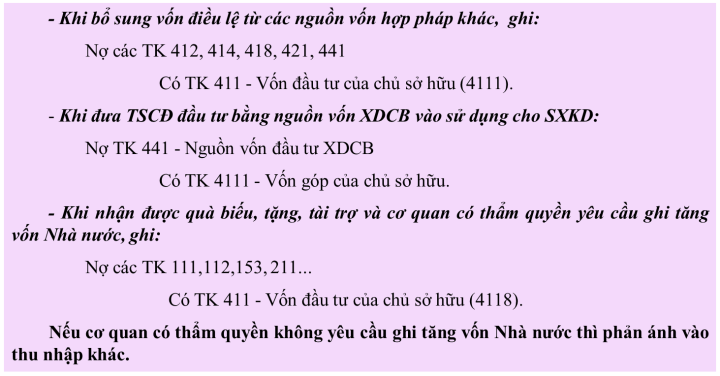 - Khi bổ sung vốn điều lệ từ các nguồn vốn hợp pháp khác, ghi:
Nợ các TK 412, 414, 418, 421, 441
Có TK 411 - Vốn đầu tư của chủ sở hữu (4111).
- Khi đưa TSCĐ đầu tư bằng nguồn vốn XDCB vào sử dụng cho SXKD:
Nợ TK 441 - Nguồn vốn đầu tư XDCB
Có TK 4111 - Vốn góp của chủ sở hữu.
- Khi nhận được quà biếu, tặng, tài trợ và cơ quan có thẩm quyền yêu cầu ghi tăng
vốn Nhà nước, ghi:
Nợ các TK 111,112,153, 211...
Có TK 411 - Vốn đầu tư của chủ sở hữu (4118).
Nếu cơ quan có thẩm quyền không yêu cầu ghi tăng vốn Nhà nước thì phản ánh vào
thu nhập khác.